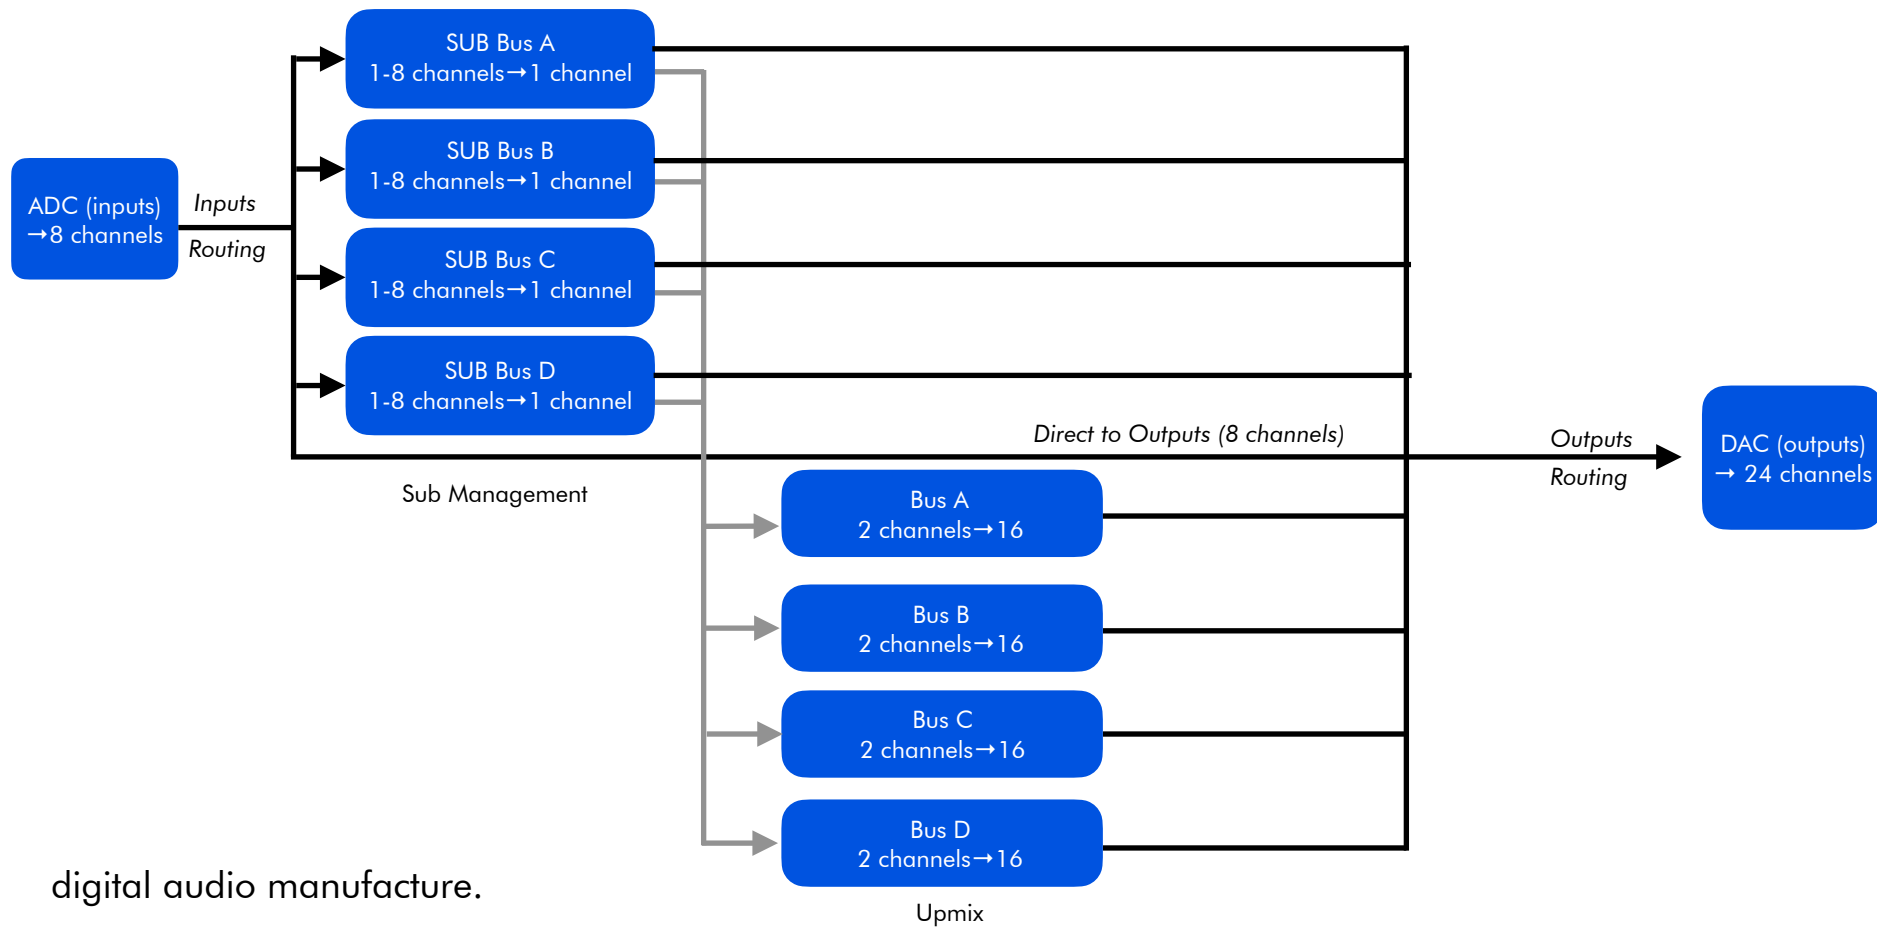 SUB Bus A
1-8 channels→1 channel
SUB Bus B
1-8 channels→1 channel
ADC (inputs)
→8 channels
Inputs
Routing
SUB Bus C
1-8 channels→1 channel
SUB Bus D
1-8 channels→1 channel
Direct to Outputs (8 channels)
Outputs
Routing
DAC (outputs)
→ 24 channels
Sub Management
Bus A
2 channels→16
Bus B
2 channels→16
Bus C
2 channels→16
Bus D
2 channels→16
Upmix
digital audio manufacture.